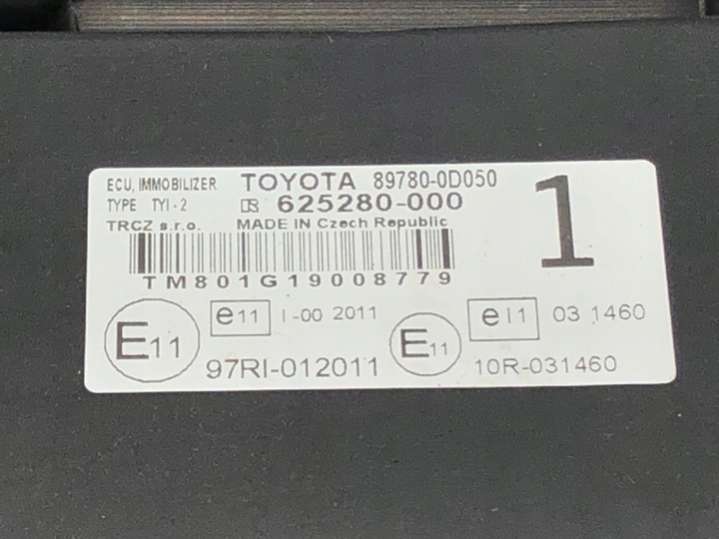 ECU, IMMOBILIZER TOYOTA 89780-0D050
TYPE TYI-2 625280-000
TRCZ s.r.o. MADE IN Czech Republic
1
TM801G19008779
E11 e11 I-00 2011
97RI-012011
E11 e11 03 1460
10R-031460